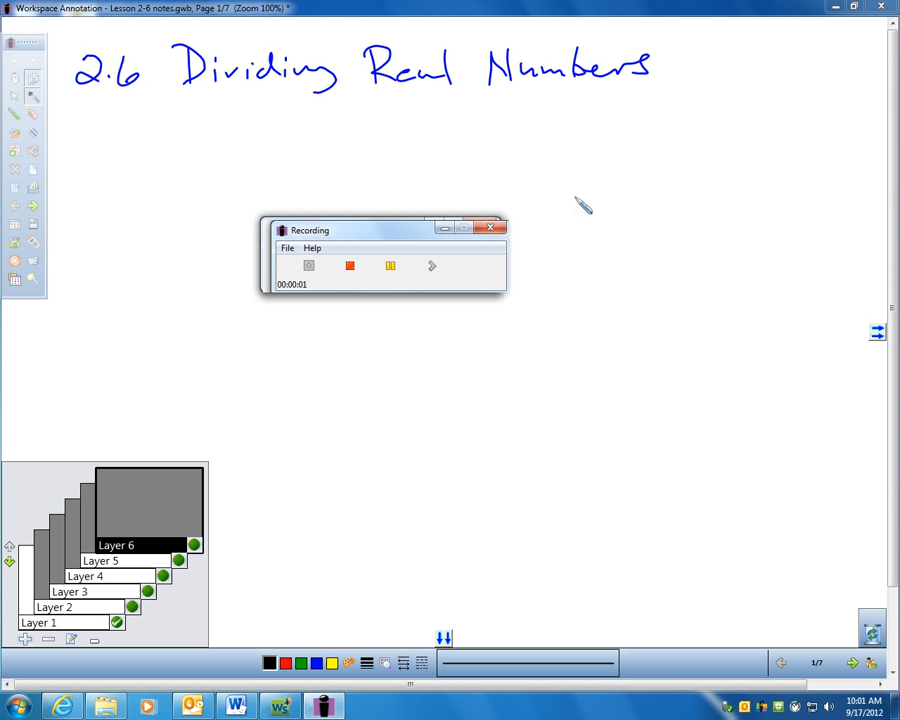 Workspace Annotation - Lesson 2-6 notes.gwb, Page 1/7 (Zoom 100%) *
2.6 Dividing Real Numbers
Recording
File Help
00:00:01
Layer 6
Layer 5
Layer 4
Layer 3
Layer 2
Layer 1
1/7
10:01 AM
9/17/2012